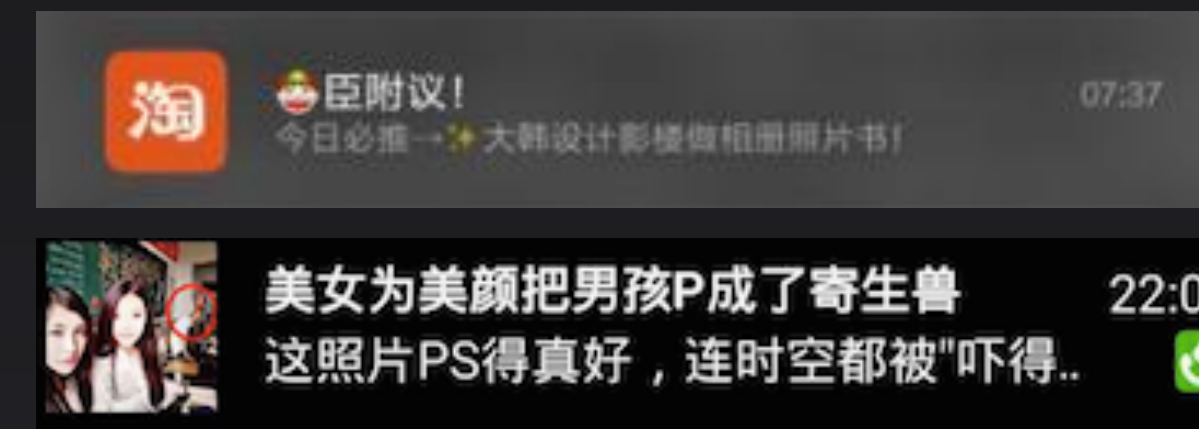 淘
臣附议！
07:37
今日必推→✨大韩设计影楼做相册照片书！
美女为美颜把男孩P成了寄生兽
22:0
这照片PS得真好，连时空都被"吓得..